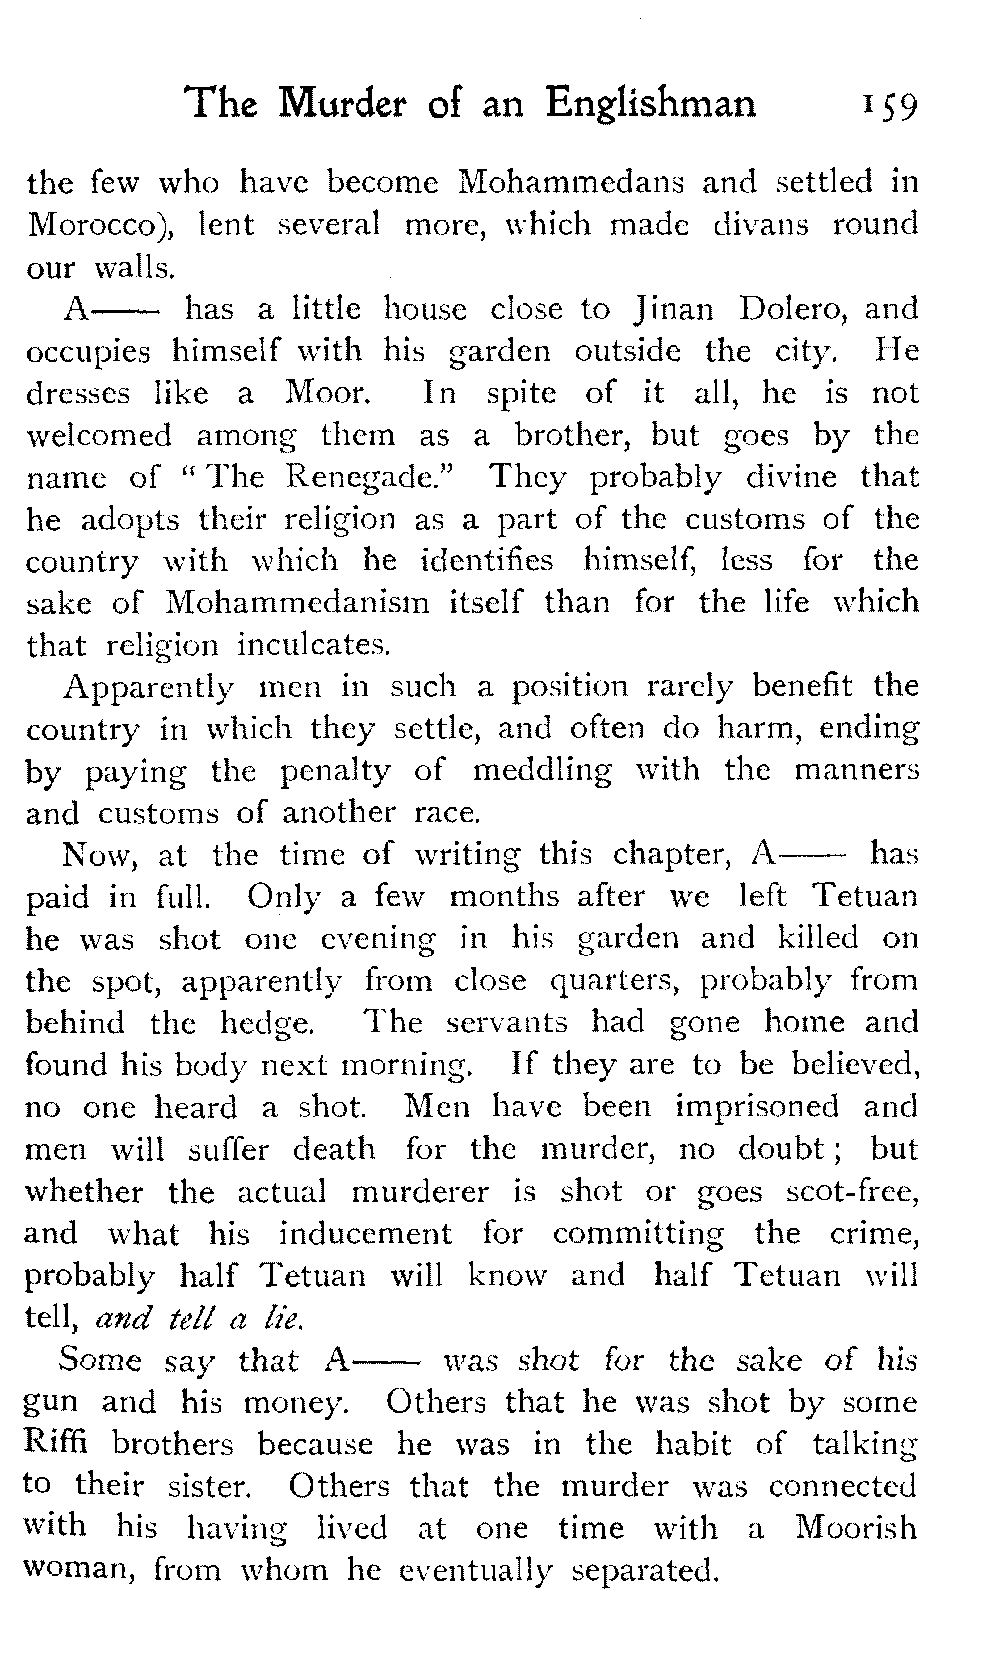 The Murder of an Englishman 159
the few who have become Mohammedans and settled in
Morocco), lent several more, which made divans round
our walls.
A—— has a little house close to Jinan Dolero, and
occupies himself with his garden outside the city. He
dresses like a Moor. In spite of it all, he is not
welcomed among them as a brother, but goes by the
name of “ The Renegade.” They probably divine that
he adopts their religion as a part of the customs of the
country with which he identifies himself, less for the
sake of Mohammedanism itself than for the life which
that religion inculcates.
Apparently men in such a position rarely benefit the
country in which they settle, and often do harm, ending
by paying the penalty of meddling with the manners
and customs of another race.
Now, at the time of writing this chapter, A—— has
paid in full. Only a few months after we left Tetuan
he was shot one evening in his garden and killed on
the spot, apparently from close quarters, probably from
behind the hedge. The servants had gone home and
found his body next morning. If they are to be believed,
no one heard a shot. Men have been imprisoned and
men will suffer death for the murder, no doubt ; but
whether the actual murderer is shot or goes scot-free,
and what his inducement for committing the crime,
probably half Tetuan will know and half Tetuan will
tell, and tell a lie.
Some say that A—— was shot for the sake of his
gun and his money. Others that he was shot by some
Riffi brothers because he was in the habit of talking
to their sister. Others that the murder was connected
with his having lived at one time with a Moorish
woman, from whom he eventually separated.